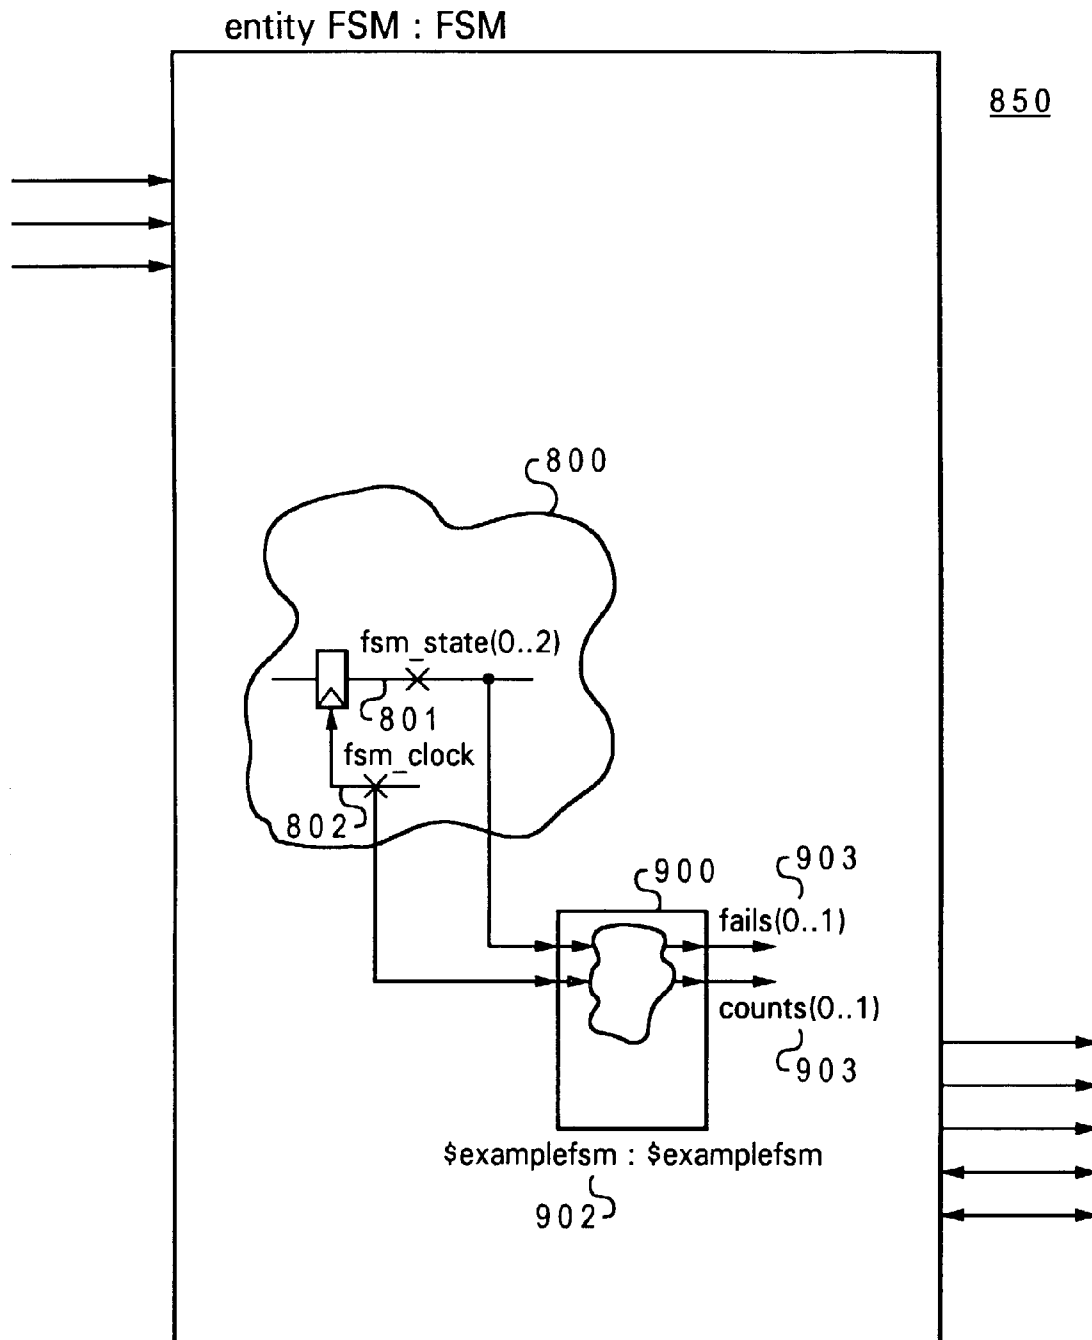 entity FSM : FSM
850
800
fsm_state(0..2)
801
fsm_clock
802
900
903
fails(0..1)
counts(0..1)
903
$examplefsm : $examplefsm
902